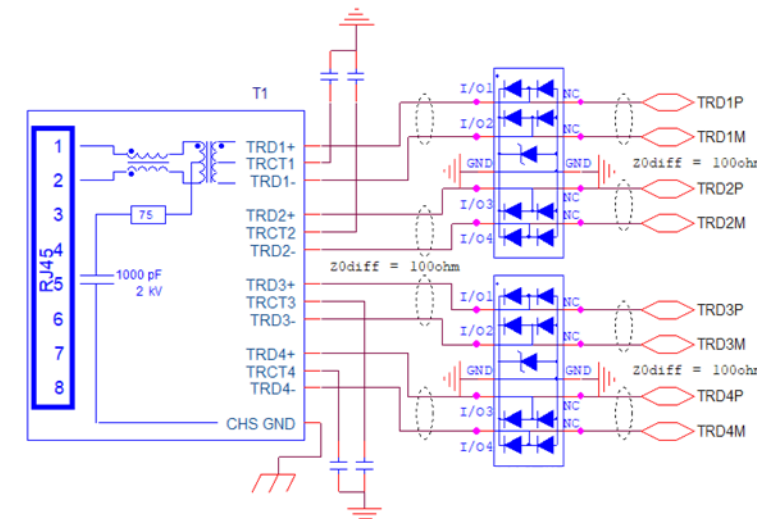 T1
RJ45
1
2
3
4
5
6
7
8
75
1000 pF
2 kV
TRD1+
TRCT1
TRD1-
TRD2+
TRCT2
TRD2-
TRD3+
TRCT3
TRD3-
TRD4+
TRCT4
TRD4-
CHS GND
Z0diff = 100ohm
I/O1
NC
I/O2
NC
GND
GND
I/O3
NC
I/O4
NC
TRD1P
TRD1M
Z0diff = 100ohm
TRD2P
TRD2M
I/O1
NC
I/O2
NC
GND
GND
I/O3
NC
I/O4
NC
TRD3P
TRD3M
Z0diff = 100ohm
TRD4P
TRD4M